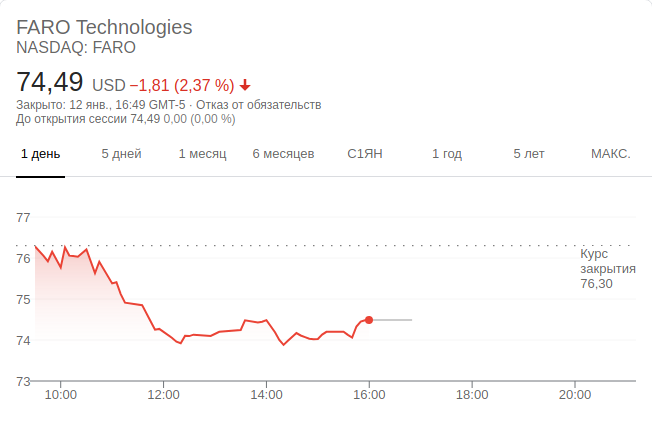 FARO Technologies
NASDAQ: FARO
74,49 USD −1,81 (2,37 %)
Закрыто: 12 янв., 16:49 GMT-5 · Отказ от обязательств
До открытия сессии 74,49 0,00 (0,00 %)
1 день 5 дней 1 месяц 6 месяцев С1ЯН 1 год 5 лет МАКС.
77
76
75
74
73
Курс
закрытия
76,30
10:00 12:00 14:00 16:00 18:00 20:00